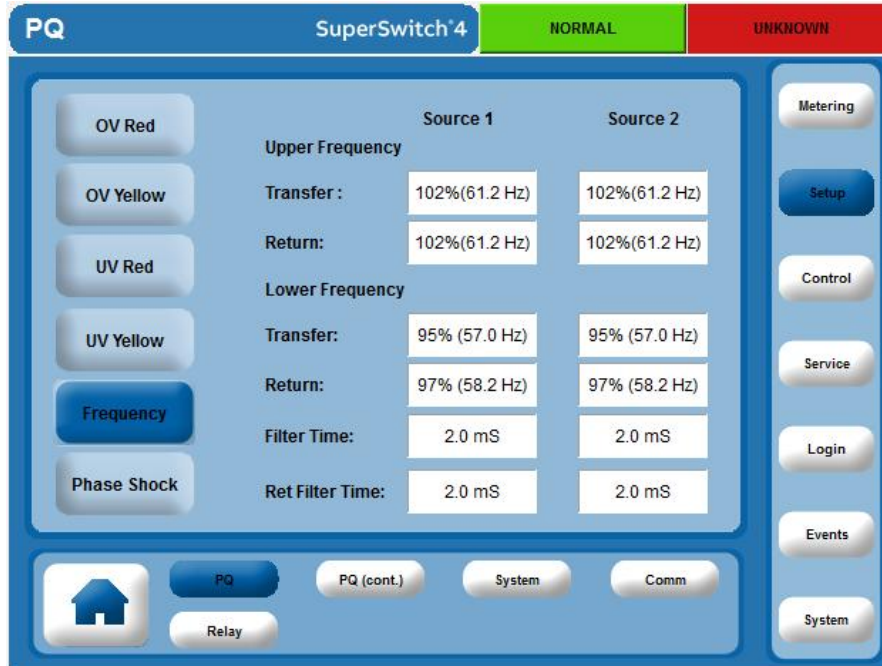 PQ SuperSwitch®4 NORMAL UNKNOWN
OV Red
OV Yellow
UV Red
UV Yellow
Frequency
Phase Shock
Source 1 Source 2
Upper Frequency
Transfer : 102%(61.2 Hz) 102%(61.2 Hz)
Return: 102%(61.2 Hz) 102%(61.2 Hz)
Lower Frequency
Transfer: 95% (57.0 Hz) 95% (57.0 Hz)
Return: 97% (58.2 Hz) 97% (58.2 Hz)
Filter Time: 2.0 mS 2.0 mS
Ret Filter Time: 2.0 mS 2.0 mS
Metering
Setup
Control
Service
Login
Events
System
PQ PQ (cont.) System Comm
Relay